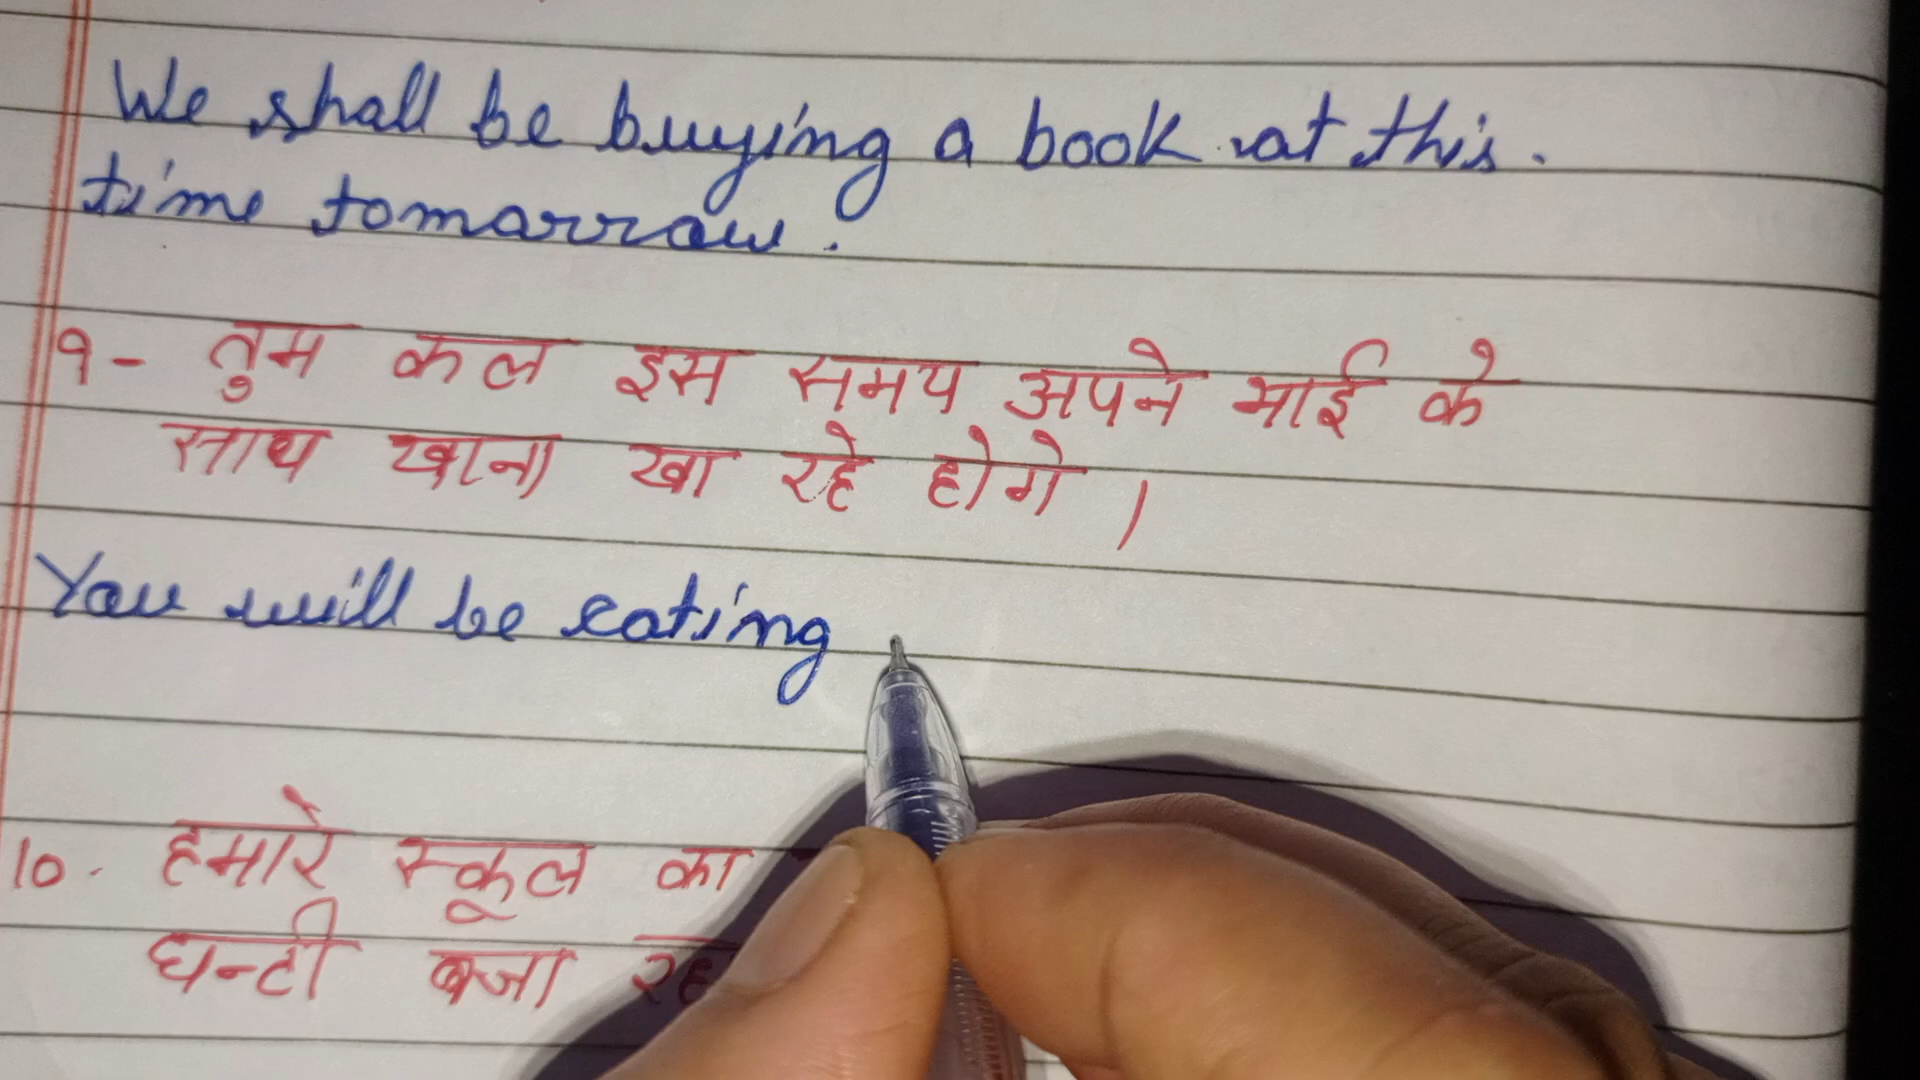 We shall be buying a book at this.
time tomorrow.
9- तुम कल इस समय अपने भाई के
साथ खाना खा रहे होगे ।
You will be eating
10. हमारे स्कूल का
घन्टी बजा